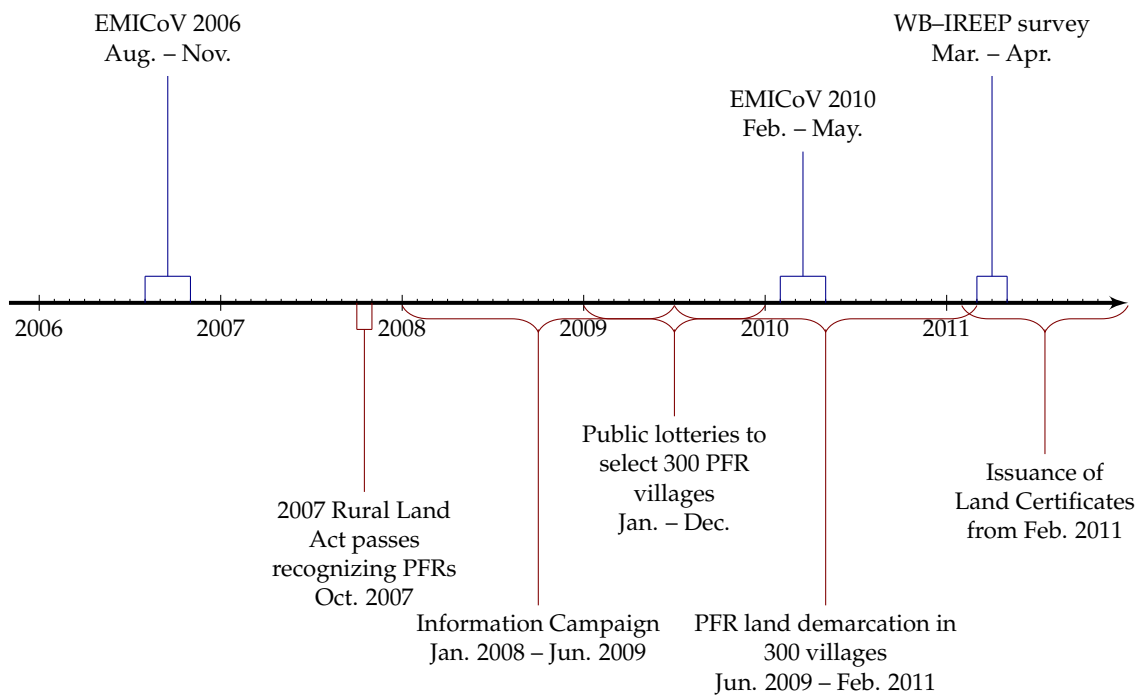 EMICoV 2006
Aug. – Nov.
WB–IREEP survey
Mar. – Apr.
EMICoV 2010
Feb. – May.
2006
2007
2008
2009
2010
2011
Public lotteries to
select 300 PFR
villages
Jan. – Dec.
Issuance of
Land Certificates
from Feb. 2011
2007 Rural Land
Act passes
recognizing PFRs
Oct. 2007
Information Campaign
Jan. 2008 – Jun. 2009
PFR land demarcation in
300 villages
Jun. 2009 – Feb. 2011